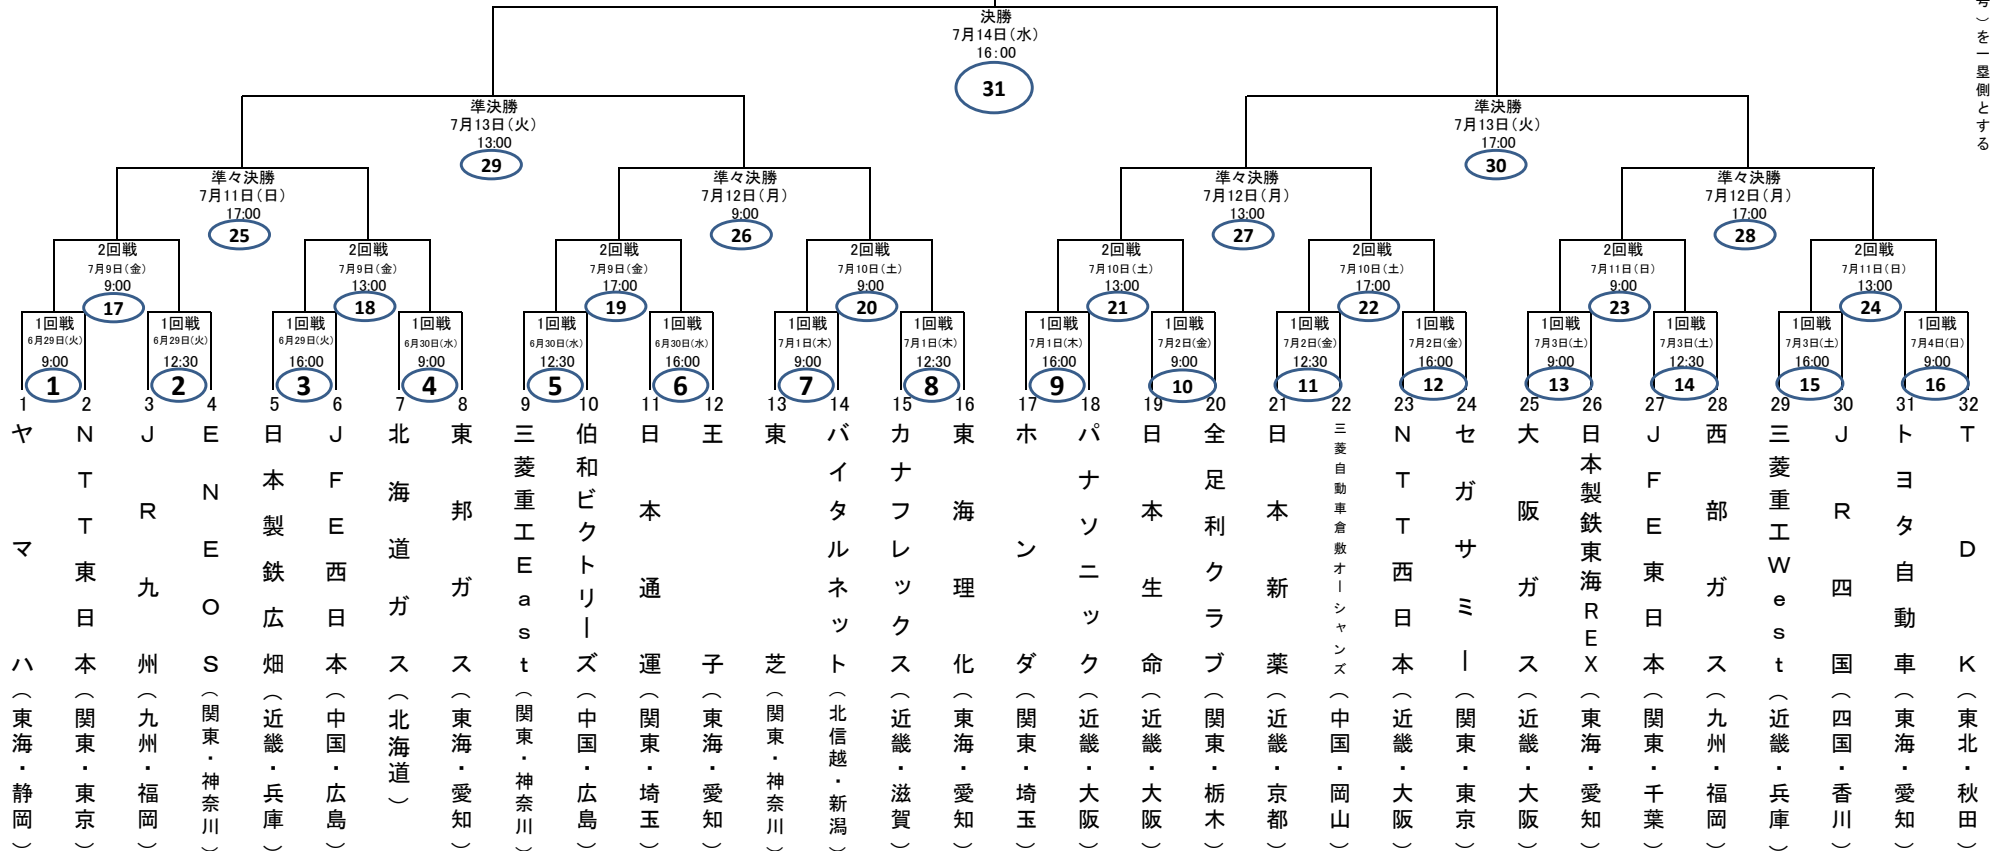 号）を一塁側とする
決勝
7月14日（水）
16：00
31
準決勝
7月13日（火）
13:00
29
準決勝
7月13日（火）
17:00
30
準々決勝
7月11日（日）
17:00
25
準々決勝
7月12日（月）
9:00
26
準々決勝
7月12日（月）
13:00
27
準々決勝
7月12日（月）
17:00
28
2回戦
7月9日（金）
9:00
17
2回戦
7月9日（金）
13:00
18
2回戦
7月9日（金）
17:00
19
2回戦
7月10日（土）
9:00
20
2回戦
7月10日（土）
13:00
21
2回戦
7月10日（土）
17:00
22
2回戦
7月11日（日）
9:00
23
2回戦
7月11日（日）
13:00
24
1回戦
6月29日（火）
9:00
1
1回戦
6月29日（火）
12:30
2
1回戦
6月29日（火）
16:00
3
1回戦
6月30日（水）
9:00
4
1回戦
6月30日（水）
12:30
5
1回戦
6月30日（水）
16:00
6
1回戦
7月1日（木）
9:00
7
1回戦
7月1日（木）
12:30
8
1回戦
7月1日（木）
16:00
9
1回戦
7月2日（金）
9:00
10
1回戦
7月2日（金）
12:30
11
1回戦
7月2日（金）
16:00
12
1回戦
7月3日（土）
9:00
13
1回戦
7月3日（土）
12:30
14
1回戦
7月3日（土）
16:00
15
1回戦
7月4日（日）
9:00
16
1
ヤマハ（東海・静岡）
2
ＮＴＴ東日本（関東・東京）
3
ＪＲ九州（九州・福岡）
4
ＥＮＥＯＳ（関東・神奈川）
5
日本製鉄広畑（近畿・兵庫）
6
ＪＦＥ西日本（中国・広島）
7
北海道ガス（北海道）
8
東邦ガス（東海・愛知）
9
三菱重工Ｅａｓｔ（関東・神奈川）
10
伯和ビクトリーズ（中国・広島）
11
日本通運（関東・埼玉）
12
王子（東海・愛知）
13
東芝（関東・神奈川）
14
バイタルネット（北信越・新潟）
15
カナフレックス（近畿・滋賀）
16
東海理化（東海・愛知）
17
ホンダ（関東・埼玉）
18
パナソニック（近畿・大阪）
19
日本生命（近畿・大阪）
20
全足利クラブ（関東・栃木）
21
日本新薬（近畿・京都）
22
三菱自動車倉敷オーシャンズ（中国・岡山）
23
ＮＴＴ西日本（近畿・大阪）
24
セガサミー（関東・東京）
25
大阪ガス（近畿・大阪）
26
日本製鉄東海ＲＥＸ（東海・愛知）
27
ＪＦＥ東日本（関東・千葉）
28
西部ガス（九州・福岡）
29
三菱重工Ｗｅｓｔ（近畿・兵庫）
30
ＪＲ四国（四国・香川）
31
トヨタ自動車（東海・愛知）
32
ＴＤＫ（東北・秋田）